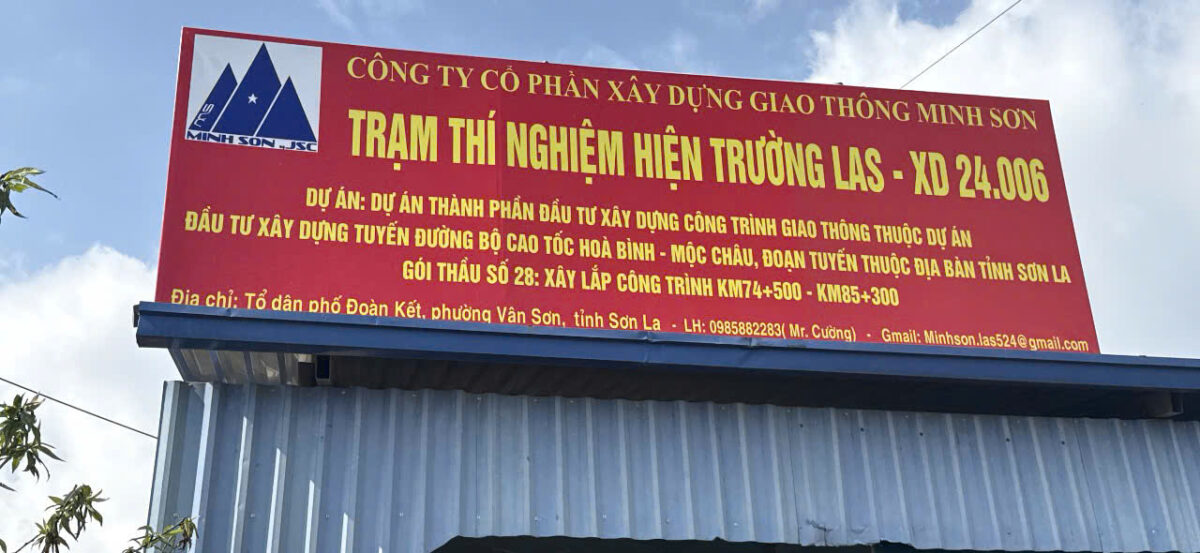 SMC
MINH SON ., JSC
CÔNG TY CỔ PHẦN XÂY DỰNG GIAO THÔNG MINH SƠN
TRẠM THÍ NGHIỆM HIỆN TRƯỜNG LAS - XD 24.006
DỰ ÁN: DỰ ÁN THÀNH PHẦN ĐẦU TƯ XÂY DỰNG CÔNG TRÌNH GIAO THÔNG THUỘC DỰ ÁN
ĐẦU TƯ XÂY DỰNG TUYẾN ĐƯỜNG BỘ CAO TỐC HOÀ BÌNH - MỘC CHÂU, ĐOẠN TUYẾN THUỘC ĐỊA BÀN TỈNH SƠN LA
GÓI THẦU SỐ 28: XÂY LẮP CÔNG TRÌNH KM74+500 - KM85+300
Địa chỉ: Tổ dân phố Đoàn Kết, phường Vân Sơn, tỉnh Sơn La - LH: 0985882283( Mr. Cường) - Gmail: Minhson.las524@gmail.com